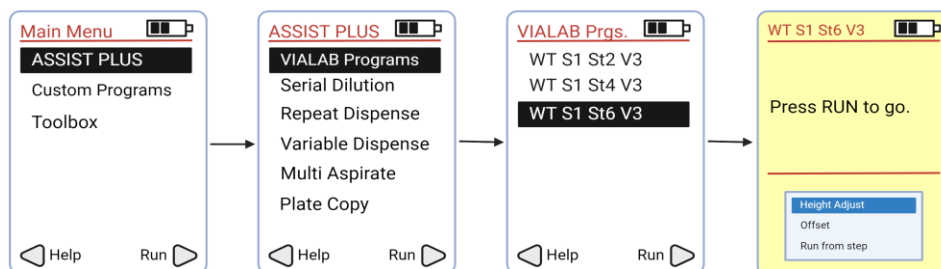 Main Menu
ASSIST PLUS
Custom Programs
Toolbox
Help Run
ASSIST PLUS
VIALAB Programs
Serial Dilution
Repeat Dispense
Variable Dispense
Multi Aspirate
Plate Copy
Help Run
VIALAB Prgs.
WT S1 St2 V3
WT S1 St4 V3
WT S1 St6 V3
Help Run
WT S1 St6 V3
Press RUN to go.
Height Adjust
Offset
Run from step